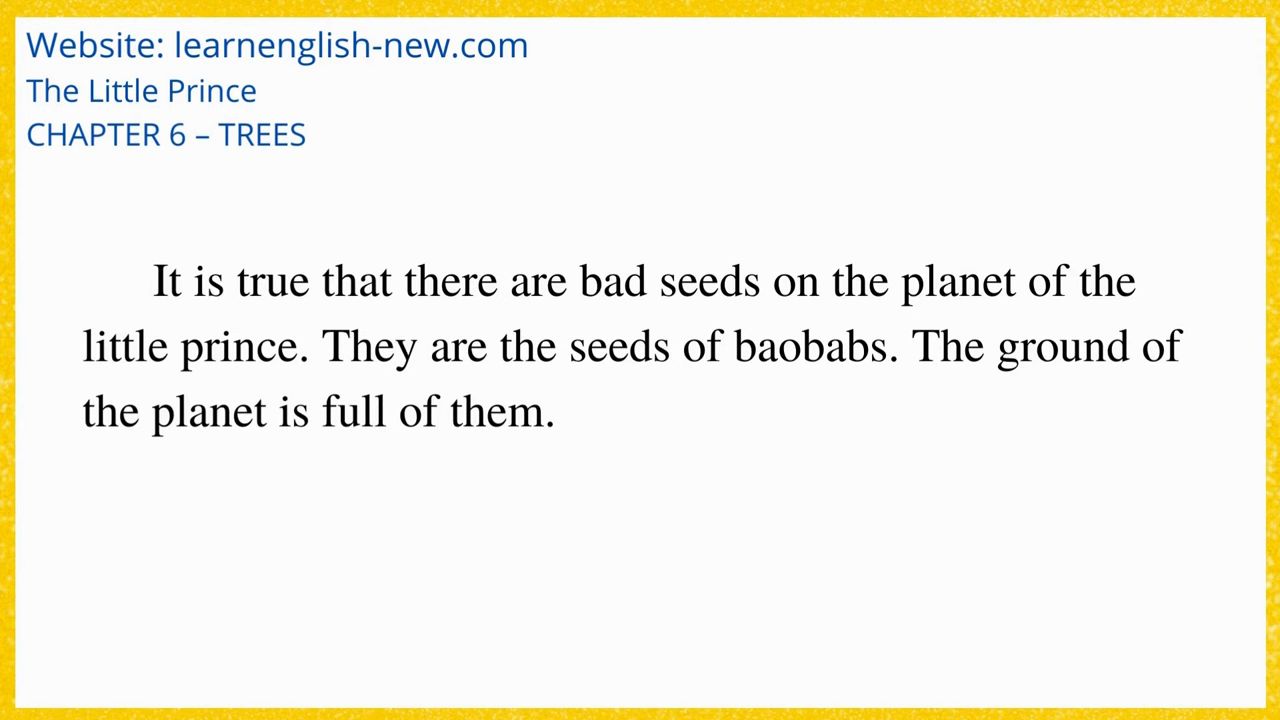 Website: learnenglish-new.com
The Little Prince
CHAPTER 6 – TREES
It is true that there are bad seeds on the planet of the
little prince. They are the seeds of baobabs. The ground of
the planet is full of them.